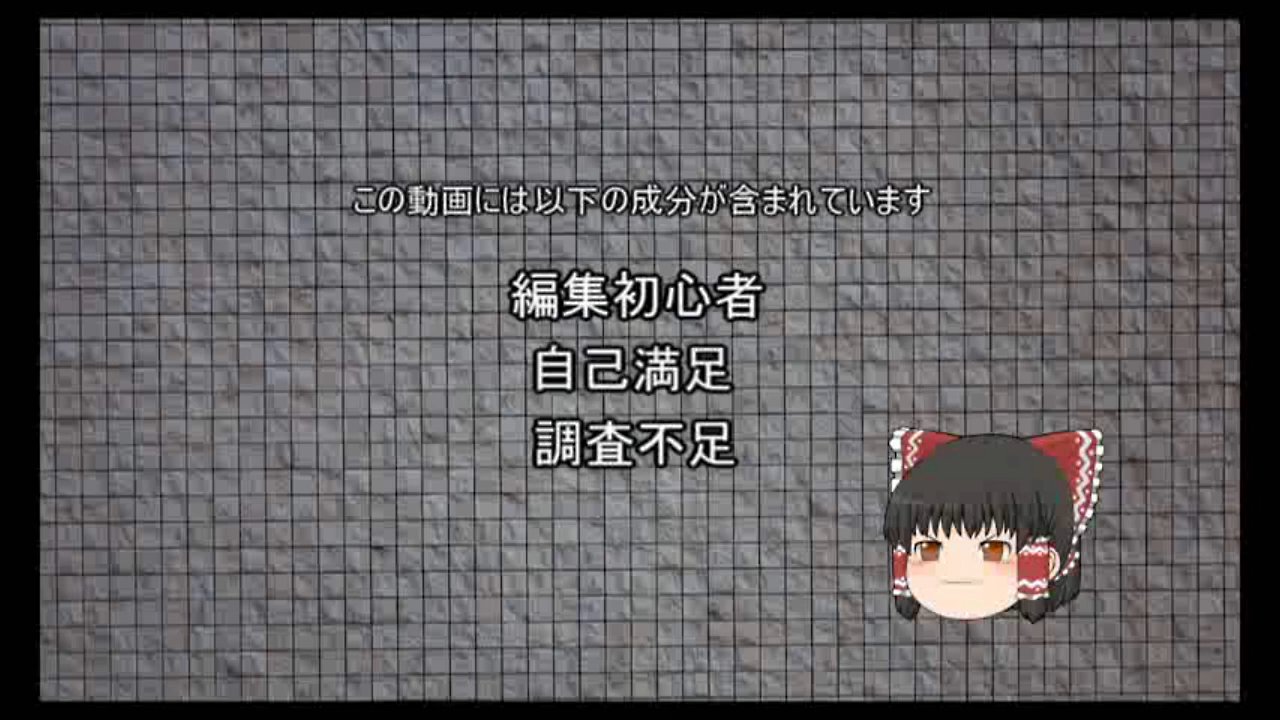 この動画には以下の成分が含まれています
編集初心者
自己満足
調査不足